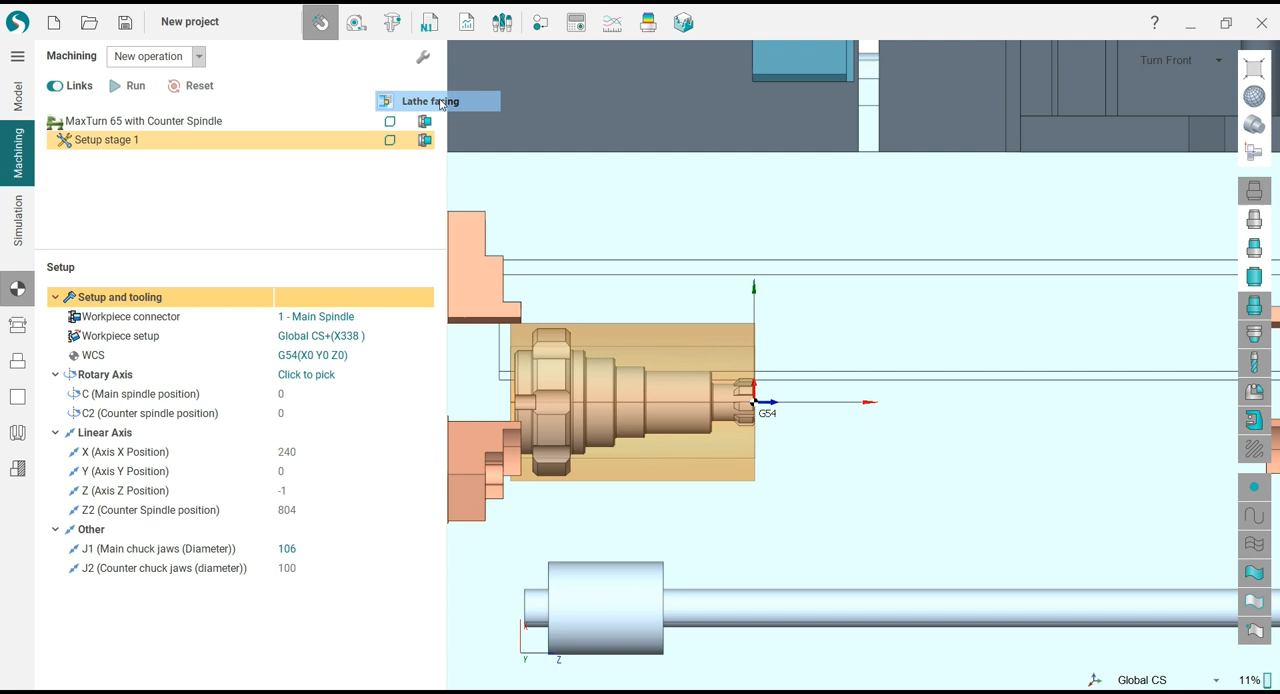 New project
N1
?
Machining
New operation
Turn Front
Links
Run
Reset
Lathe facing
Model
MaxTurn 65 with Counter Spindle
Setup stage 1
Machining
Simulation
Setup
Setup and tooling
Workpiece connector
1 - Main Spindle
Workpiece setup
Global CS+(X338 )
WCS
G54(X0 Y0 Z0)
Rotary Axis
Click to pick
C (Main spindle position)
0
C2 (Counter spindle position)
0
G54
Linear Axis
X (Axis X Position)
240
Y (Axis Y Position)
0
Z (Axis Z Position)
-1
Z2 (Counter Spindle position)
804
Other
J1 (Main chuck jaws (Diameter))
106
J2 (Counter chuck jaws (diameter))
100
X
Y
Z
Global CS
11%